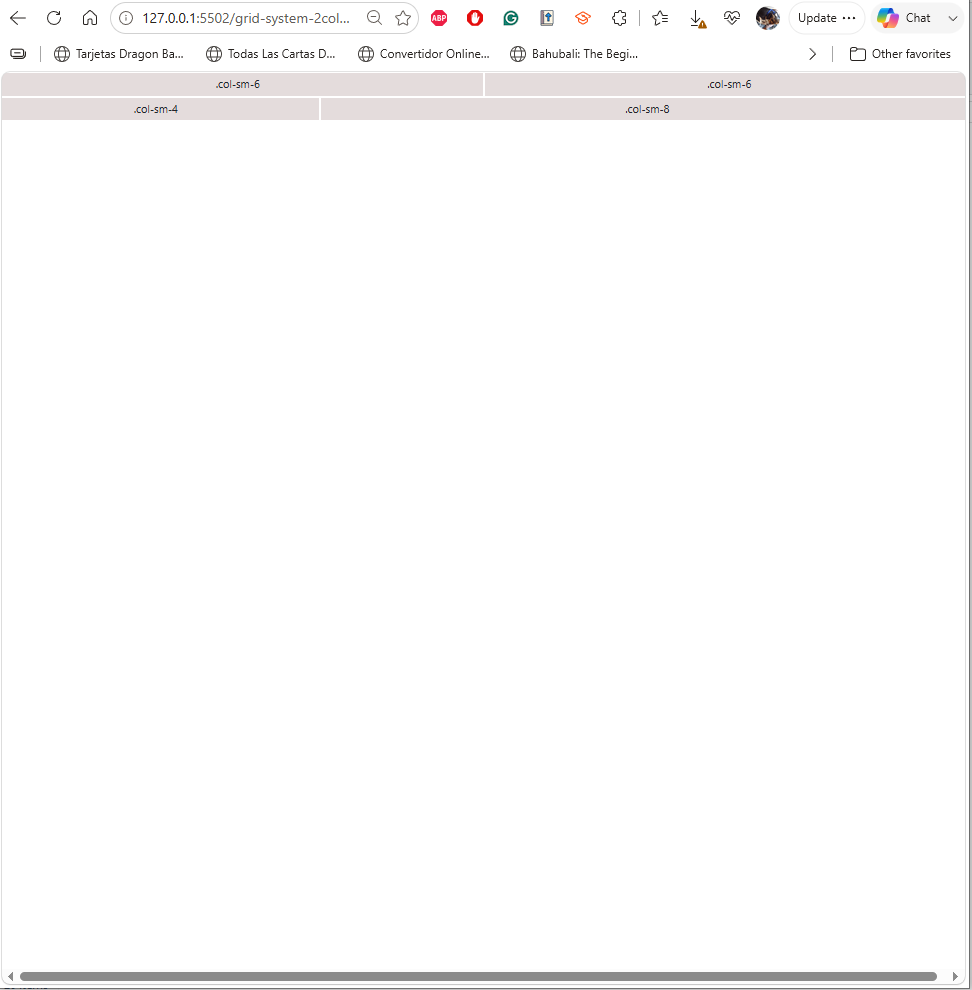 127.0.0.1:5502/grid-system-2col... ABP Update Chat
Tarjetas Dragon Ba... Todas Las Cartas D... Convertidor Online... Bahubali: The Begi... Other favorites
.col-sm-6 .col-sm-6
.col-sm-4 .col-sm-8